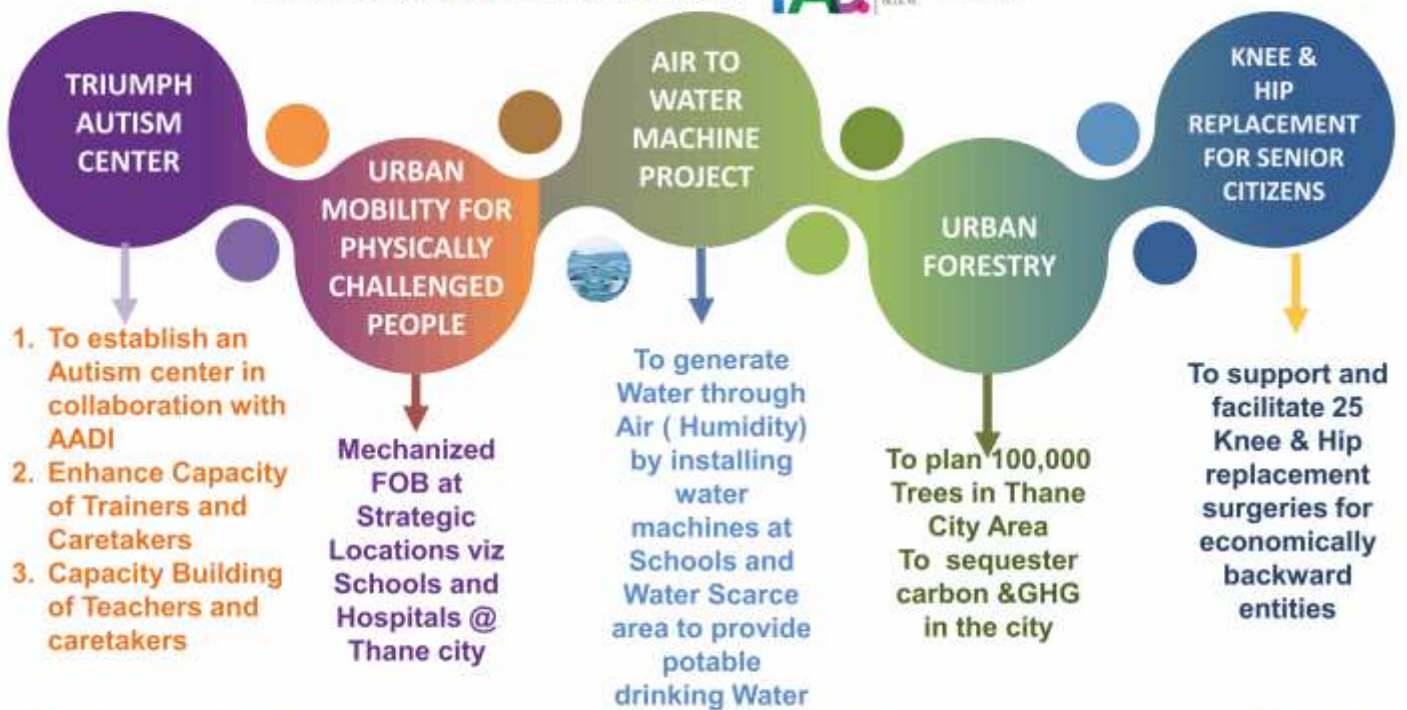 TRIUMPH
AUTISM
CENTER
1. To establish an
Autism center in
collaboration with
AADI
2. Enhance Capacity
of Trainers and
Caretakers
3. Capacity Building
of Teachers and
caretakers
URBAN
MOBILITY FOR
PHYSICALLY
CHALLENGED
PEOPLE
Mechanized
FOB at
Strategic
Locations viz
Schools and
Hospitals @
Thane city
AIR TO
WATER
MACHINE
PROJECT
To generate
Water through
Air ( Humidity)
by installing
water
machines at
Schools and
Water Scarce
area to provide
potable
drinking Water
URBAN
FORESTRY
To plan 100,000
Trees in Thane
City Area
To sequester
carbon &GHG
in the city
KNEE &
HIP
REPLACEMENT
FOR SENIOR
CITIZENS
To support and
facilitate 25
Knee & Hip
replacement
surgeries for
economically
backward
entities